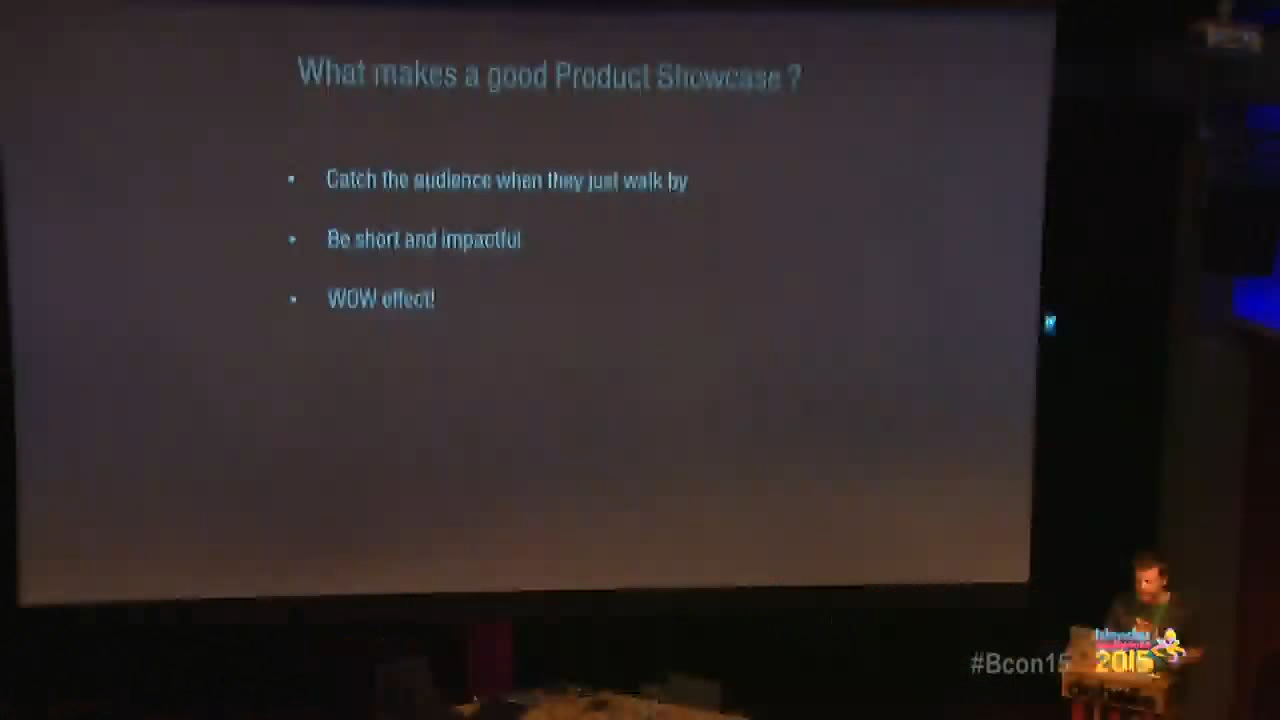 What makes a good Product Showcase ?
• Catch the audience when they just walk by
• Be short and impactful
• WOW effect!
#Bcon15
2015